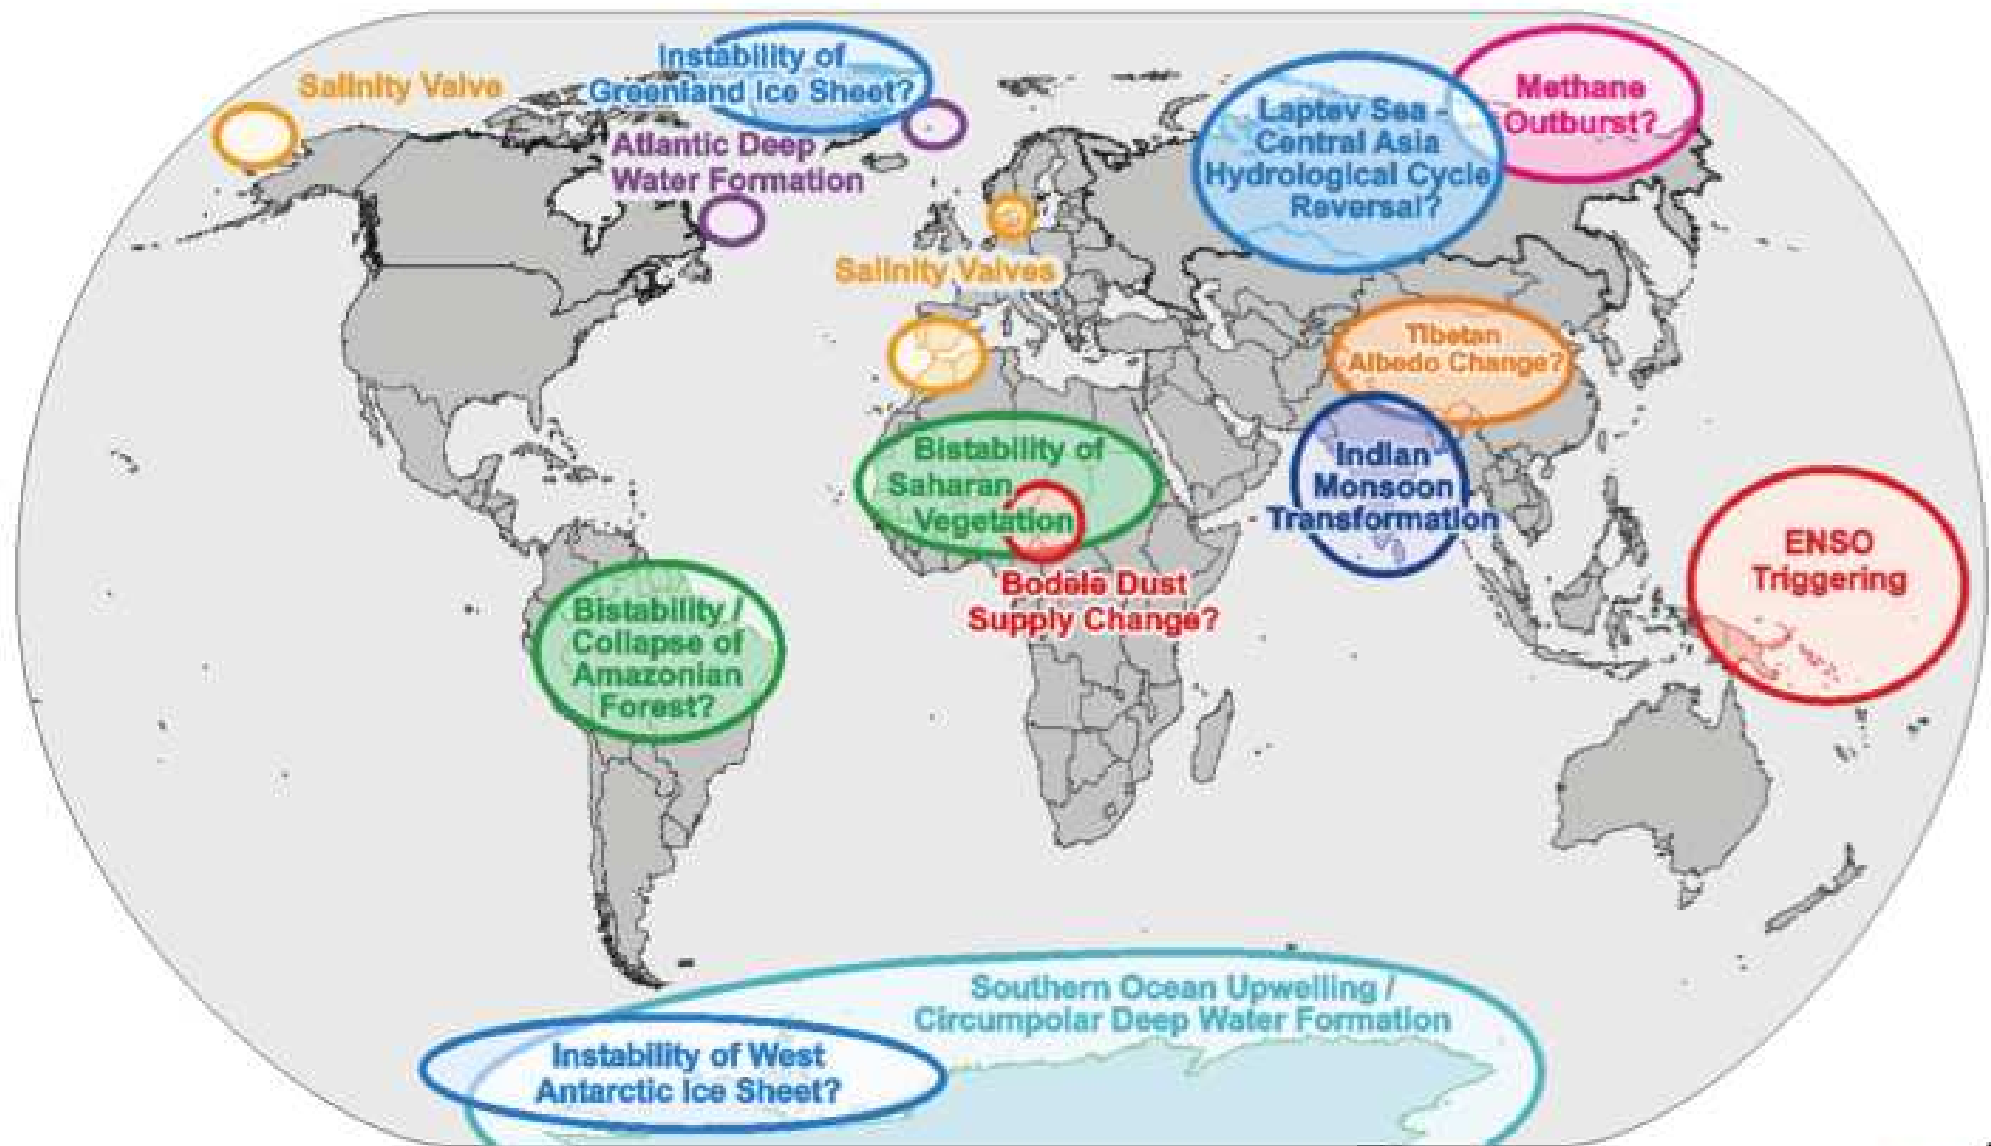 Instability of
Greenland Ice Sheet?
Salinity Valve
Atlantic Deep
Water Formation
Salinity Valves
Laptev Sea -
Central Asia
Hydrological Cycle
Reversal?
Methane
Outburst?
Tibetan
Albedo Change?
Bistability of
Saharan
Vegetation
Indian
Monsoon
Transformation
ENSO
Triggering
Bodele Dust
Supply Change?
Bistability /
Collapse of
Amazonian
Forest?
Southern Ocean Upwelling /
Circumpolar Deep Water Formation
Instability of West
Antarctic Ice Sheet?